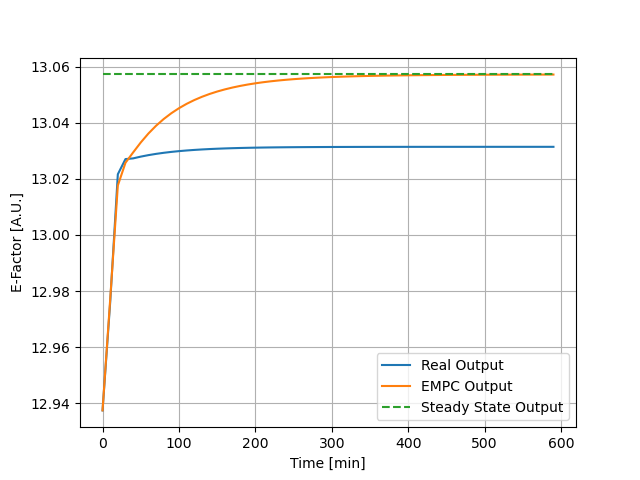 13.06
13.04
13.02
13.00
12.98
12.96
12.94
E-Factor [A.U.]
Real Output
EMPC Output
Steady State Output
0 100 200 300 400 500 600
Time [min]